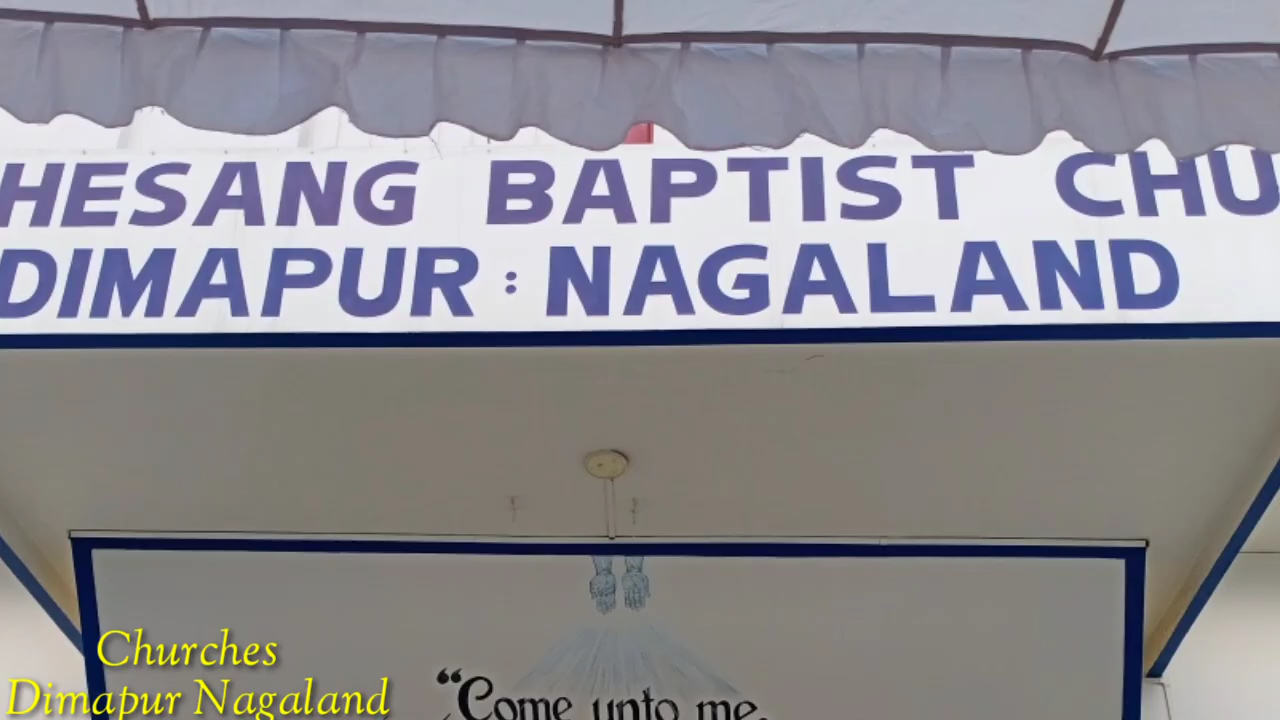 HESANG BAPTIST CHU
DIMAPUR : NAGALAND
"Come unto me,
Churches
Dimapur Nagaland